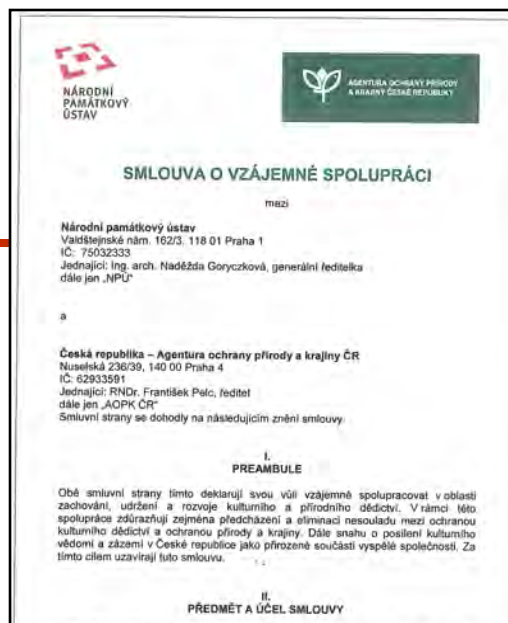 NÁRODNÍ
PAMÁTKOVÝ
ÚSTAV
AGENTURA OCHRANY PŘÍRODY
A KRAJINY ČESKÉ REPUBLIKY
SMLOUVA O VZÁJEMNÉ SPOLUPRÁCI
mezi
Národní památkový ústav
Valdštejnské nám. 162/3, 118 01 Praha 1
IČ: 75032333
Jednající: Ing. arch. Naděžda Goryczková, generální ředitelka
dále jen „NPÚ“
a
Česká republika – Agentura ochrany přírody a krajiny ČR
Nuselská 236/39, 140 00 Praha 4
IČ: 62933591
Jednající: RNDr. František Pelc, ředitel
dále jen „AOPK ČR“
Smluvní strany se dohodly na následujícím znění smlouvy
I.
PREAMBULE
Obě smluvní strany tímto deklarují svou vůli vzájemně spolupracovat v oblasti
zachování, udržení a rozvoje kulturního a přírodního dědictví. V rámci této
spolupráce zdůrazňují zejména předcházení a eliminaci nesouladu mezi ochranou
kulturního dědictví a ochranou přírody a krajiny. Dále snahu o posílení kulturního
vědomí a zázemí v České republice jako přirozené součásti vyspělé společnosti. Za
tímto cílem uzavírají tuto smlouvu.
II.
PŘEDMĚT A ÚČEL SMLOUVY